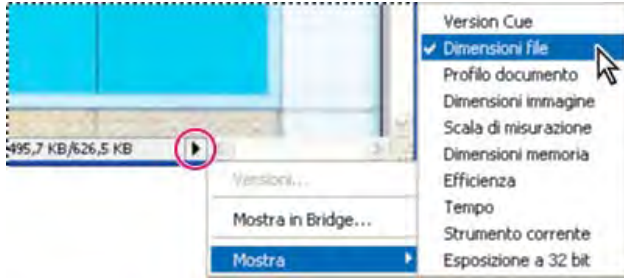 495,7 KB/626,5 KB
Versioni...
Mostra in Bridge...
Mostra
Version Cue
Dimensioni file
Profilo documento
Dimensioni immagine
Scala di misurazione
Dimensioni memoria
Efficienza
Tempo
Strumento corrente
Esposizione a 32 bit